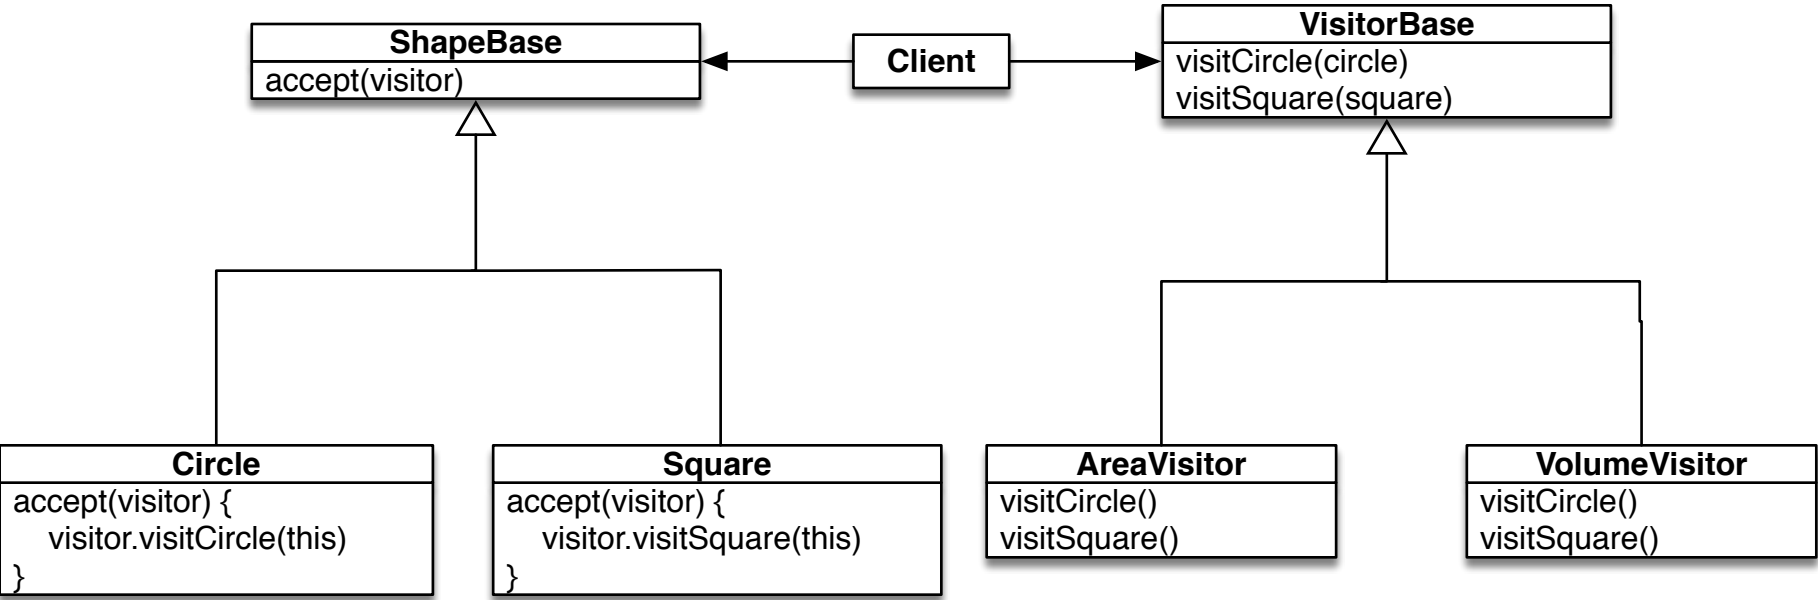 ShapeBase
accept(visitor)
Client
VisitorBase
visitCircle(circle)
visitSquare(square)
Circle
accept(visitor) {
visitor.visitCircle(this)
}
Square
accept(visitor) {
visitor.visitSquare(this)
}
AreaVisitor
visitCircle()
visitSquare()
VolumeVisitor
visitCircle()
visitSquare()